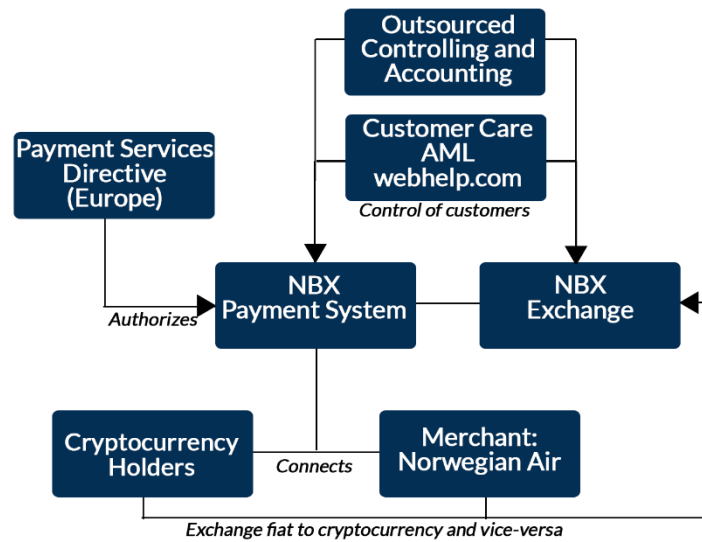 Outsourced
Controlling and
Accounting
Customer Care
AML
webhelp.com
Control of customers
Payment Services
Directive
(Europe)
Authorizes
NBX
Payment System
NBX
Exchange
Cryptocurrency
Holders
Connects
Merchant:
Norwegian Air
Exchange fiat to cryptocurrency and vice-versa